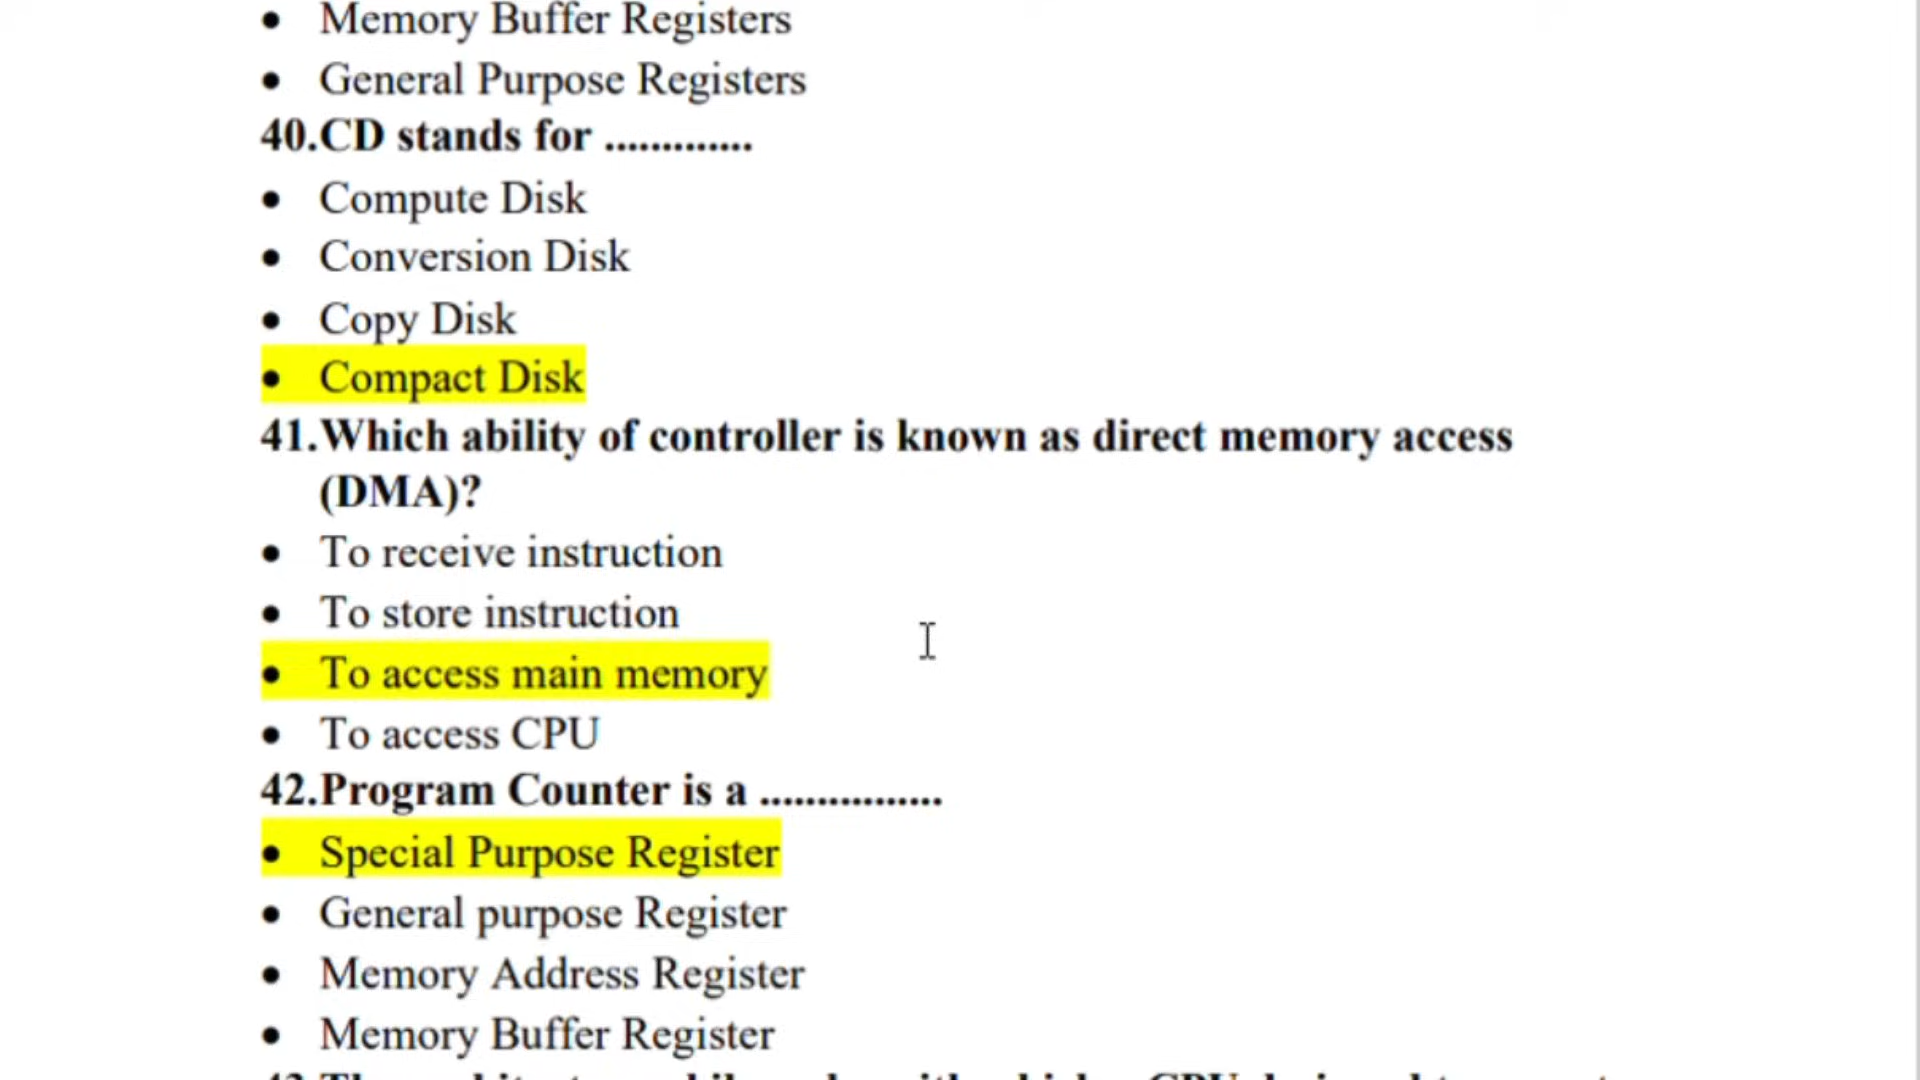 • Memory Buffer Registers
• General Purpose Registers
40.CD stands for .............
• Compute Disk
• Conversion Disk
• Copy Disk
• Compact Disk
41.Which ability of controller is known as direct memory access
(DMA)?
• To receive instruction
• To store instruction
• To access main memory
• To access CPU
42.Program Counter is a ................
• Special Purpose Register
• General purpose Register
• Memory Address Register
• Memory Buffer Register